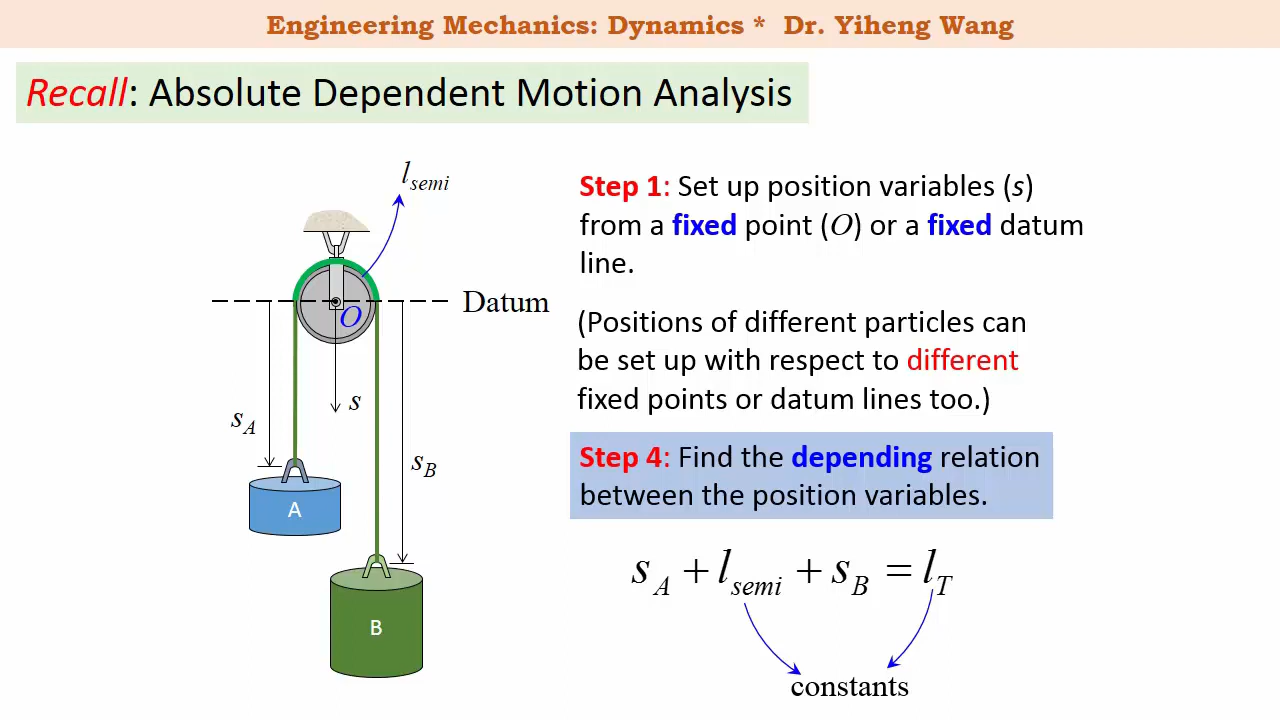 Engineering Mechanics: Dynamics * Dr. Yiheng Wang
Recall: Absolute Dependent Motion Analysis
l_semi
Datum
O
s
s_A
s_B
A
B
Step 1: Set up position variables (s)
from a fixed point (O) or a fixed datum
line.
(Positions of different particles can
be set up with respect to different
fixed points or datum lines too.)
Step 4: Find the depending relation
between the position variables.
s_A + l_semi + s_B = l_T
constants